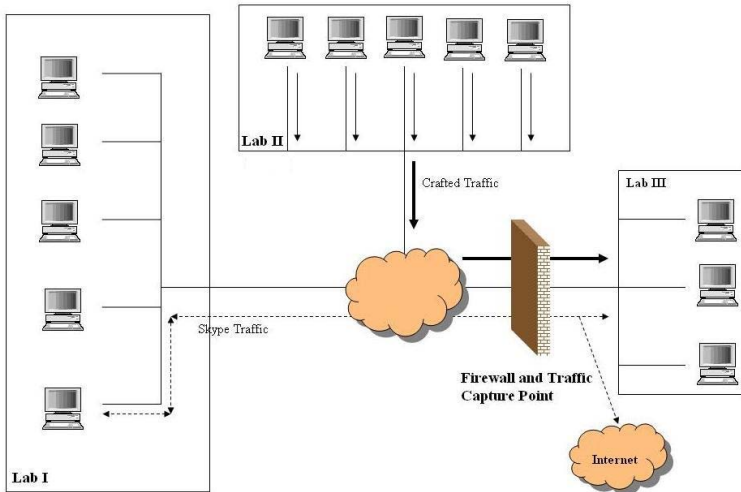 Lab II
Lab III
Crafted Traffic
Skype Traffic
Firewall and Traffic
Capture Point
Internet
Lab I